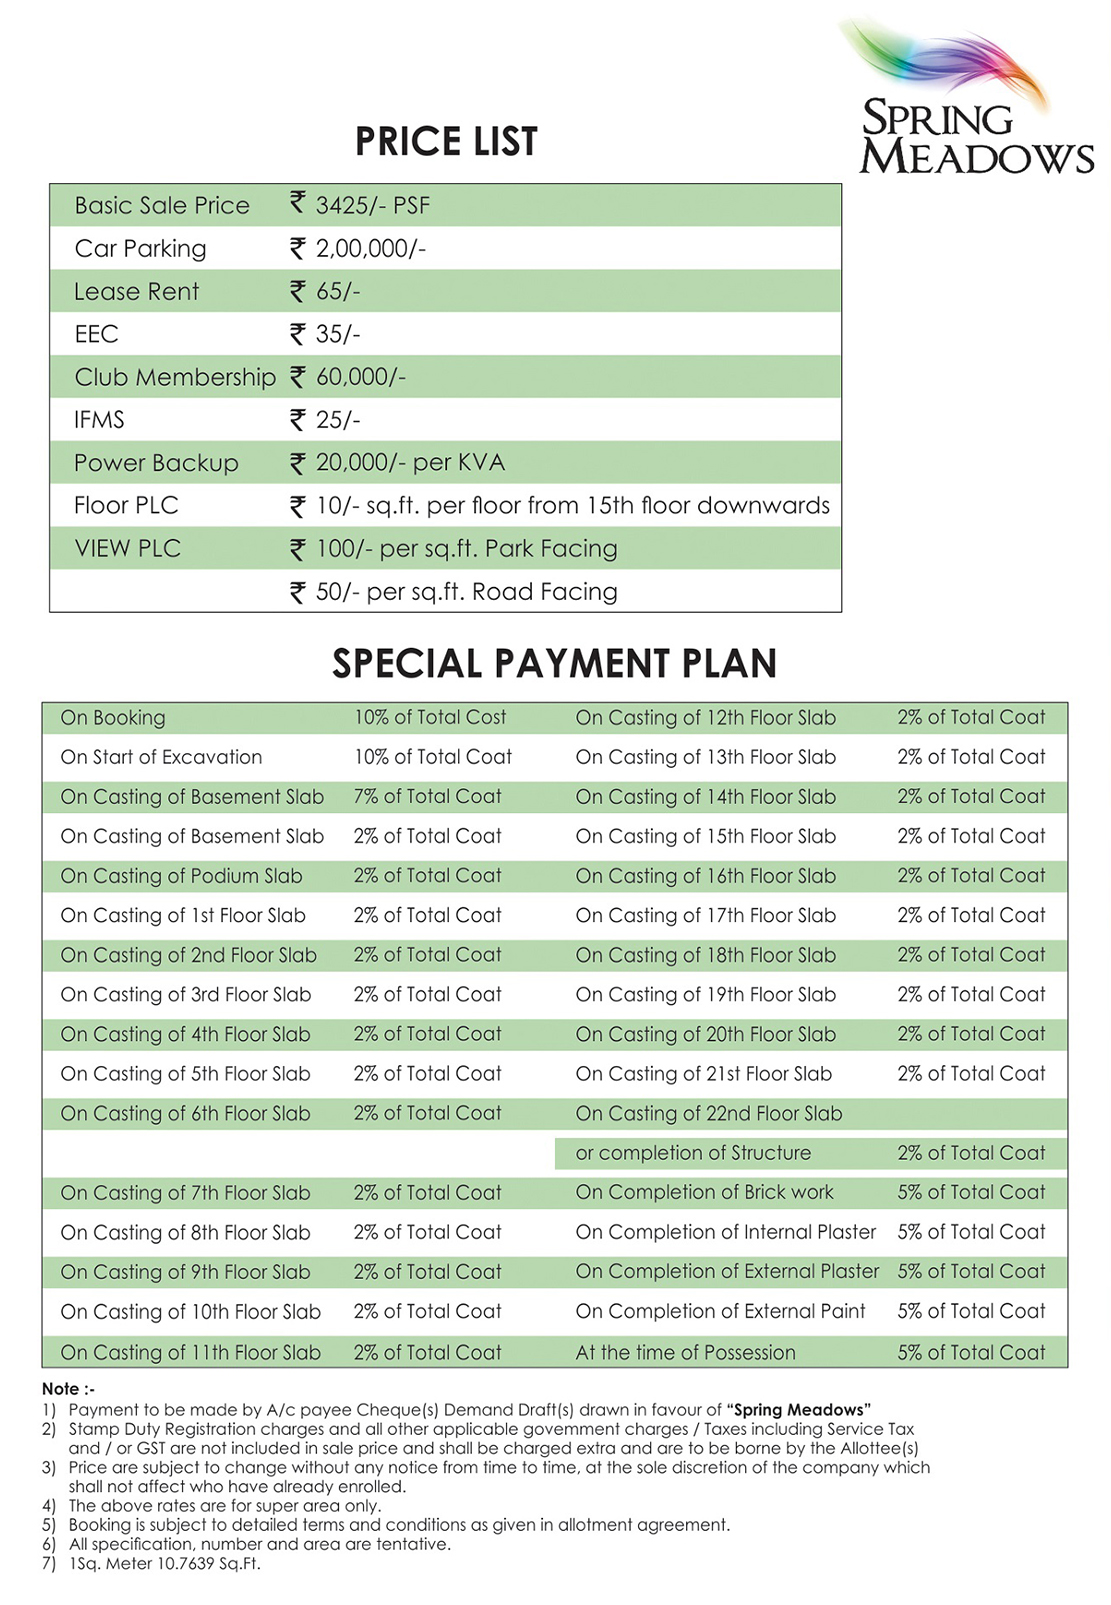 SPRING
MEADOWS
PRICE LIST
Basic Sale Price ₹ 3425/- PSF
Car Parking ₹ 2,00,000/-
Lease Rent ₹ 65/-
EEC ₹ 35/-
Club Membership ₹ 60,000/-
IFMS ₹ 25/-
Power Backup ₹ 20,000/- per KVA
Floor PLC ₹ 10/- sq.ft. per floor from 15th floor downwards
VIEW PLC ₹ 100/- per sq.ft. Park Facing
₹ 50/- per sq.ft. Road Facing
SPECIAL PAYMENT PLAN
On Booking 10% of Total Cost On Casting of 12th Floor Slab 2% of Total Coat
On Start of Excavation 10% of Total Coat On Casting of 13th Floor Slab 2% of Total Coat
On Casting of Basement Slab 7% of Total Coat On Casting of 14th Floor Slab 2% of Total Coat
On Casting of Basement Slab 2% of Total Coat On Casting of 15th Floor Slab 2% of Total Coat
On Casting of Podium Slab 2% of Total Coat On Casting of 16th Floor Slab 2% of Total Coat
On Casting of 1st Floor Slab 2% of Total Coat On Casting of 17th Floor Slab 2% of Total Coat
On Casting of 2nd Floor Slab 2% of Total Coat On Casting of 18th Floor Slab 2% of Total Coat
On Casting of 3rd Floor Slab 2% of Total Coat On Casting of 19th Floor Slab 2% of Total Coat
On Casting of 4th Floor Slab 2% of Total Coat On Casting of 20th Floor Slab 2% of Total Coat
On Casting of 5th Floor Slab 2% of Total Coat On Casting of 21st Floor Slab 2% of Total Coat
On Casting of 6th Floor Slab 2% of Total Coat On Casting of 22nd Floor Slab
or completion of Structure 2% of Total Coat
On Casting of 7th Floor Slab 2% of Total Coat On Completion of Brick work 5% of Total Coat
On Casting of 8th Floor Slab 2% of Total Coat On Completion of Internal Plaster 5% of Total Coat
On Casting of 9th Floor Slab 2% of Total Coat On Completion of External Plaster 5% of Total Coat
On Casting of 10th Floor Slab 2% of Total Coat On Completion of External Paint 5% of Total Coat
On Casting of 11th Floor Slab 2% of Total Coat At the time of Possession 5% of Total Coat
Note :-
1) Payment to be made by A/c payee Cheque(s) Demand Draft(s) drawn in favour of “Spring Meadows”
2) Stamp Duty Registration charges and all other applicable government charges / Taxes including Service Tax
and / or GST are not included in sale price and shall be charged extra and are to be borne by the Allottee(s)
3) Price are subject to change without any notice from time to time, at the sole discretion of the company which
shall not affect who have already enrolled.
4) The above rates are for super area only.
5) Booking is subject to detailed terms and conditions as given in allotment agreement.
6) All specification, number and area are tentative.
7) 1Sq. Meter 10.7639 Sq.Ft.